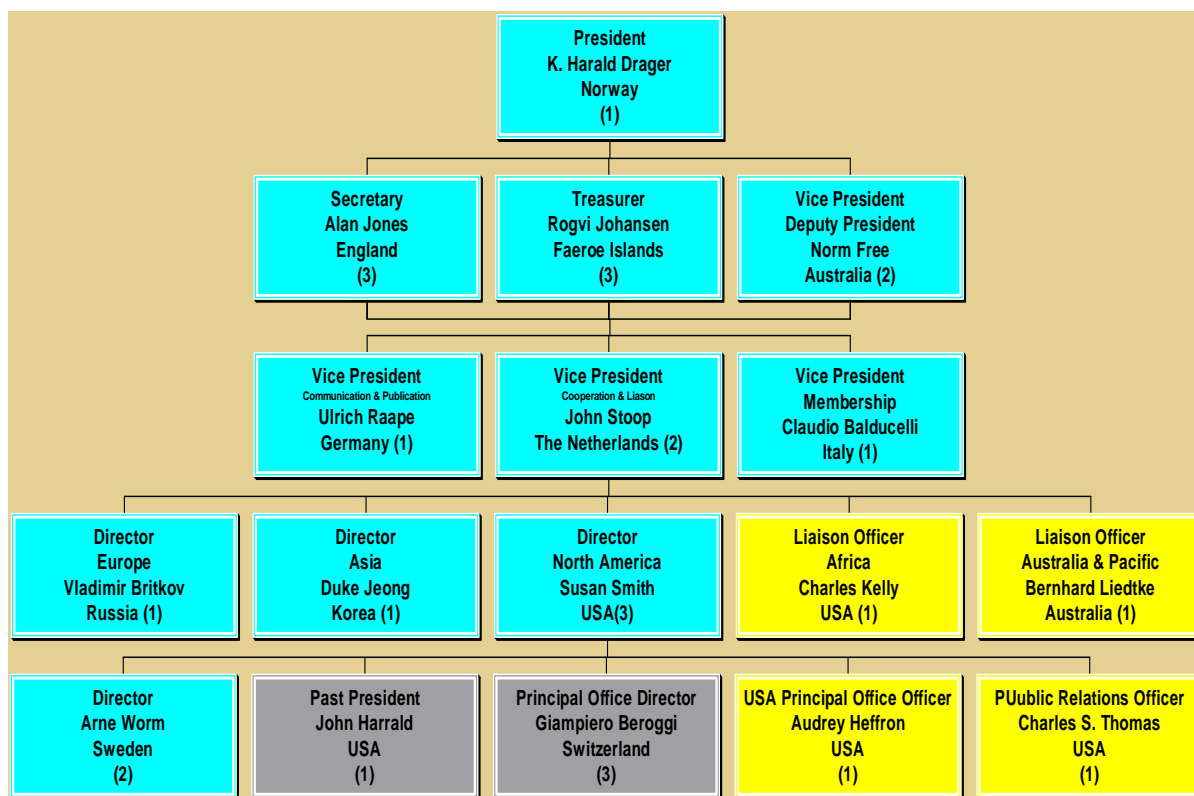 President
K. Harald Drager
Norway
(1)
Secretary
Alan Jones
England
(3)
Treasurer
Rogvi Johansen
Faeroe Islands
(3)
Vice President
Deputy President
Norm Free
Australia (2)
Vice President
Communication & Publication
Ulrich Raape
Germany (1)
Vice President
Cooperation & Liason
John Stoop
The Netherlands (2)
Vice President
Membership
Claudio Balducelli
Italy (1)
Director
Europe
Vladimir Britkov
Russia (1)
Director
Asia
Duke Jeong
Korea (1)
Director
North America
Susan Smith
USA(3)
Liaison Officer
Africa
Charles Kelly
USA (1)
Liaison Officer
Australia & Pacific
Bernhard Liedtke
Australia (1)
Director
Arne Worm
Sweden
(2)
Past President
John Harrald
USA
(1)
Principal Office Director
Giampiero Beroggi
Switzerland
(3)
USA Principal Office Officer
Audrey Heffron
USA
(1)
PUublic Relations Officer
Charles S. Thomas
USA
(1)